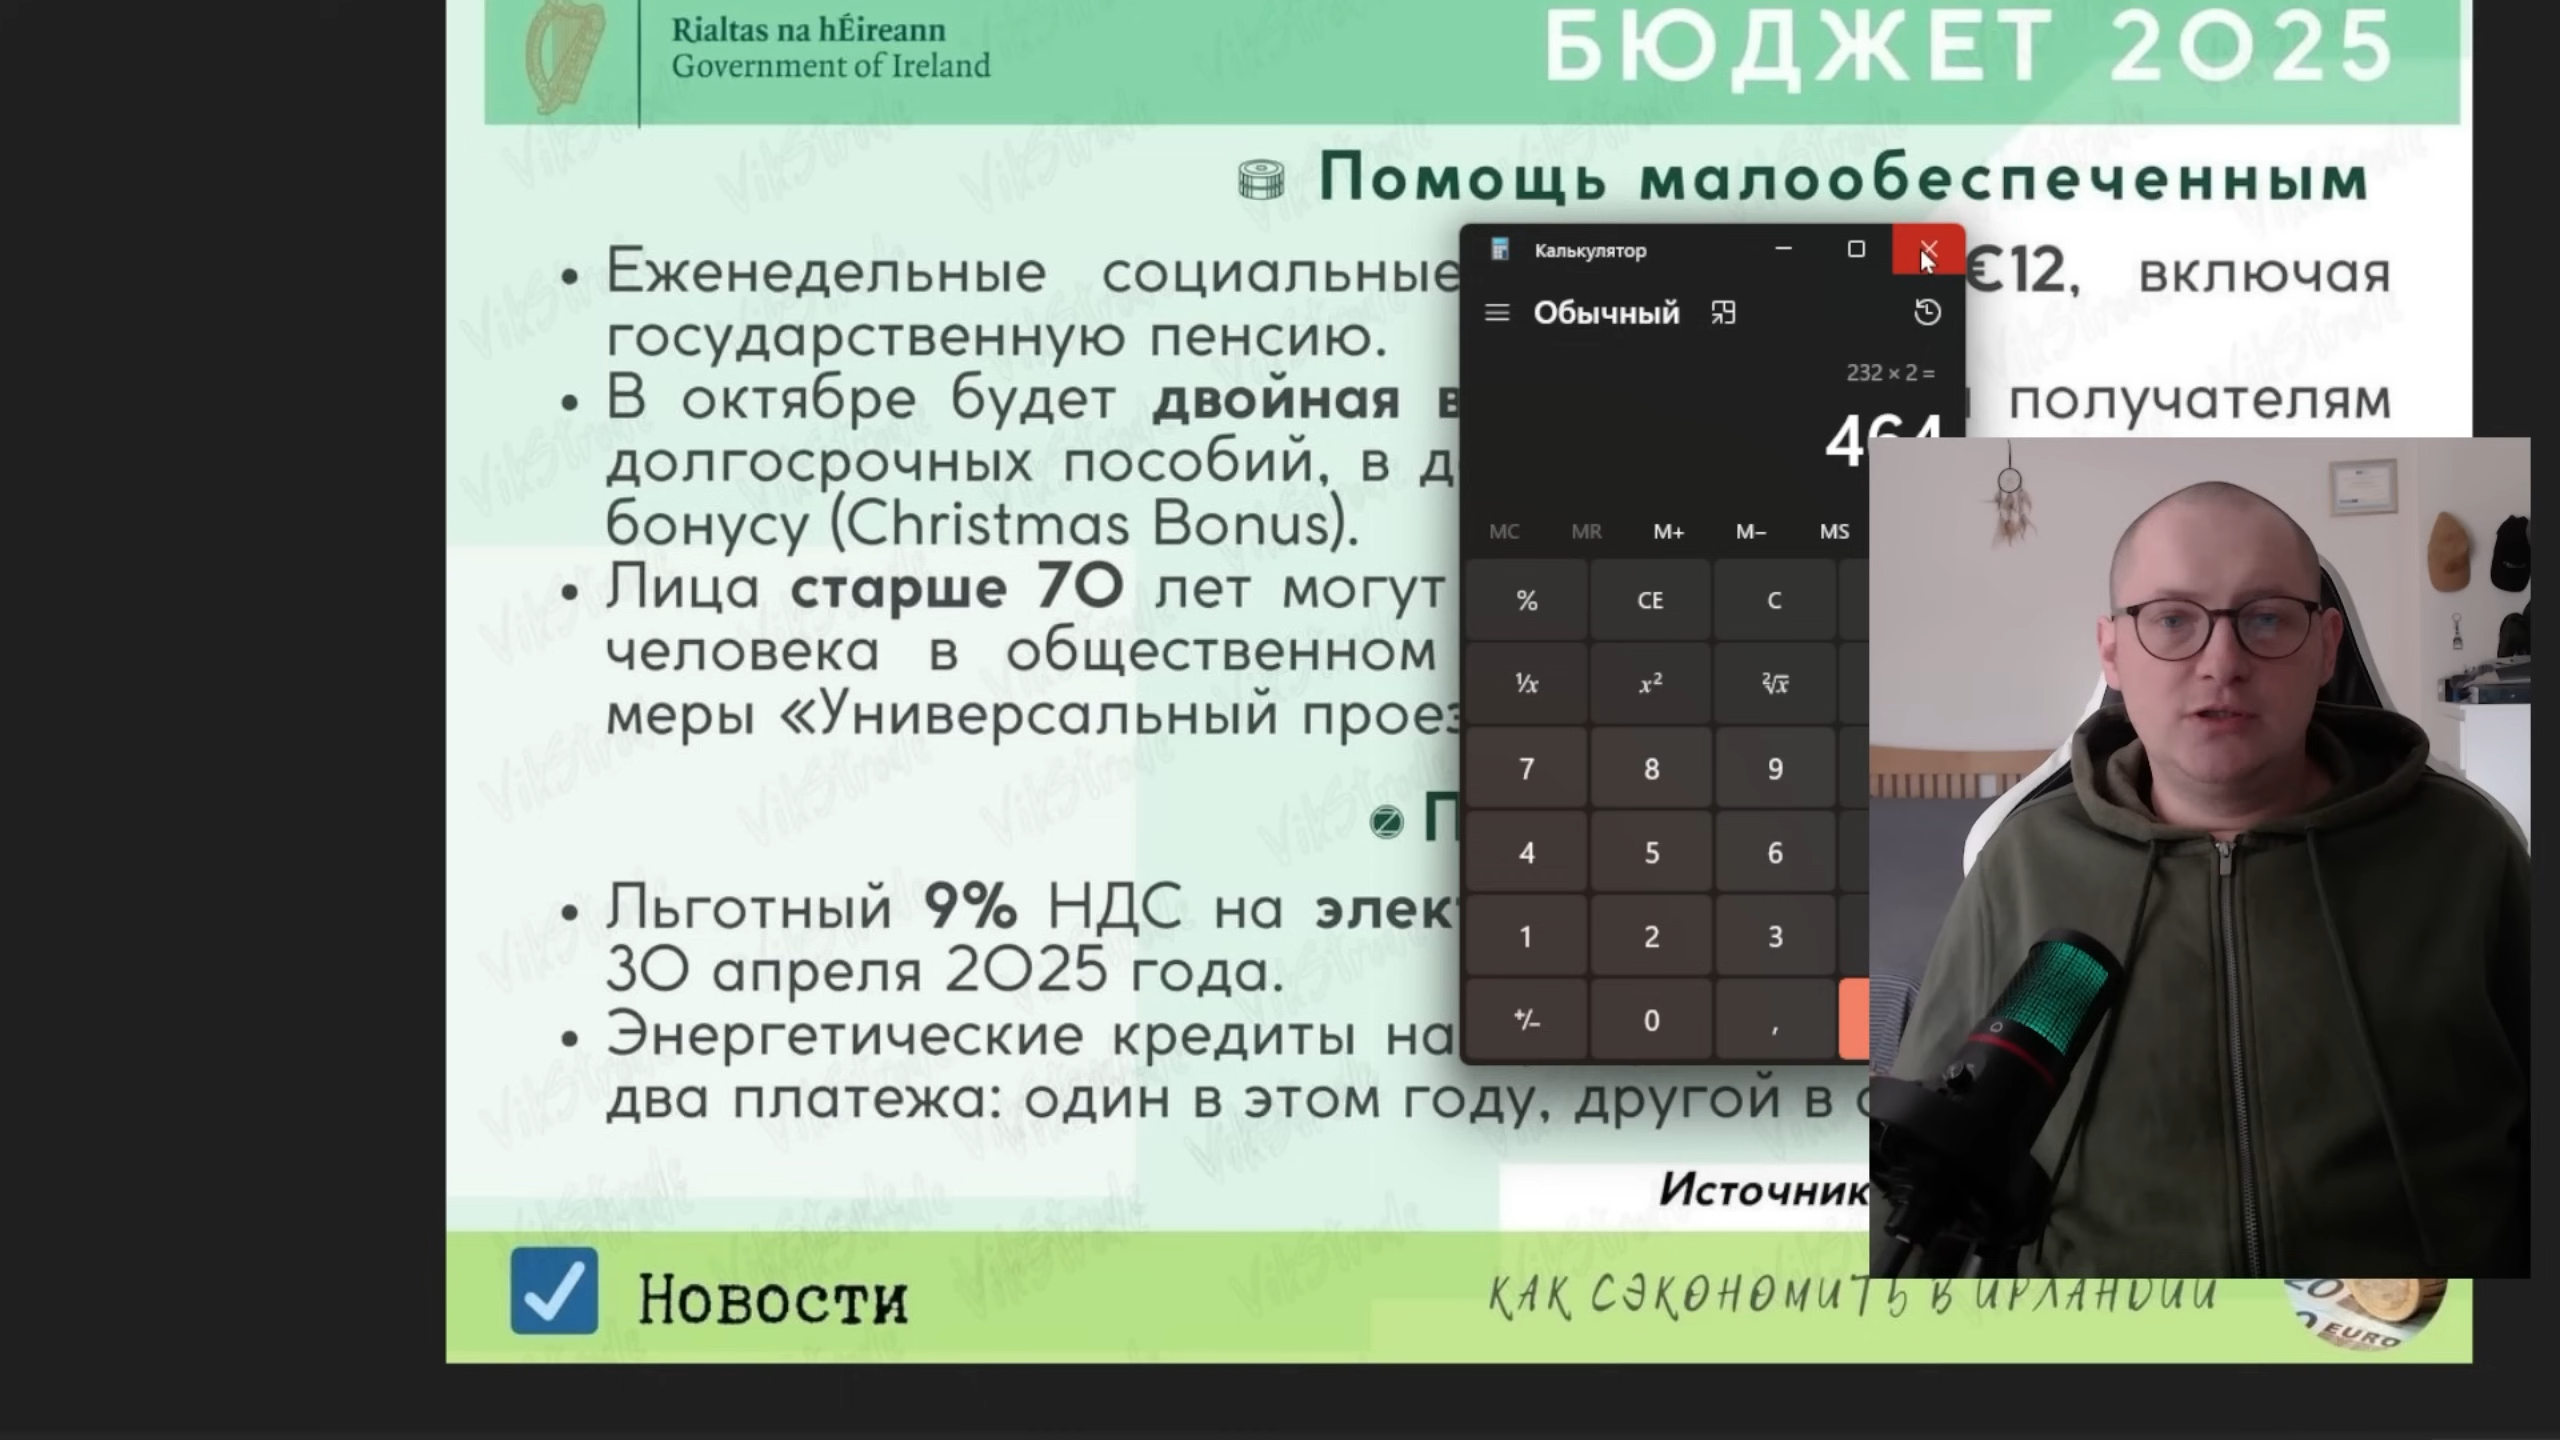 Rialtas na hÉireann
Government of Ireland
БЮДЖЕТ 2025
Помощь малообеспеченным
• Еженедельные социальные €12, включая
государственную пенсию.
• В октябре будет двойная получателям
долгосрочных пособий, в
бонусу (Christmas Bonus).
• Лица старше 70 лет могут
человека в общественном
меры «Универсальный
• Льготный 9% НДС на
30 апреля 2025 года.
• Энергетические кредиты на
два платежа: один в этом году, другой в
Источник
Новости
КАК СЭКОНОМИТЬ В ИРЛАНДИИ
EURO
Калькулятор
Обычный
232 × 2 =
464
MC MR M+ M− MS
% CE C
¹/x x² ²√x
7 8 9
4 5 6
1 2 3
+/− 0 ,
VikStrode